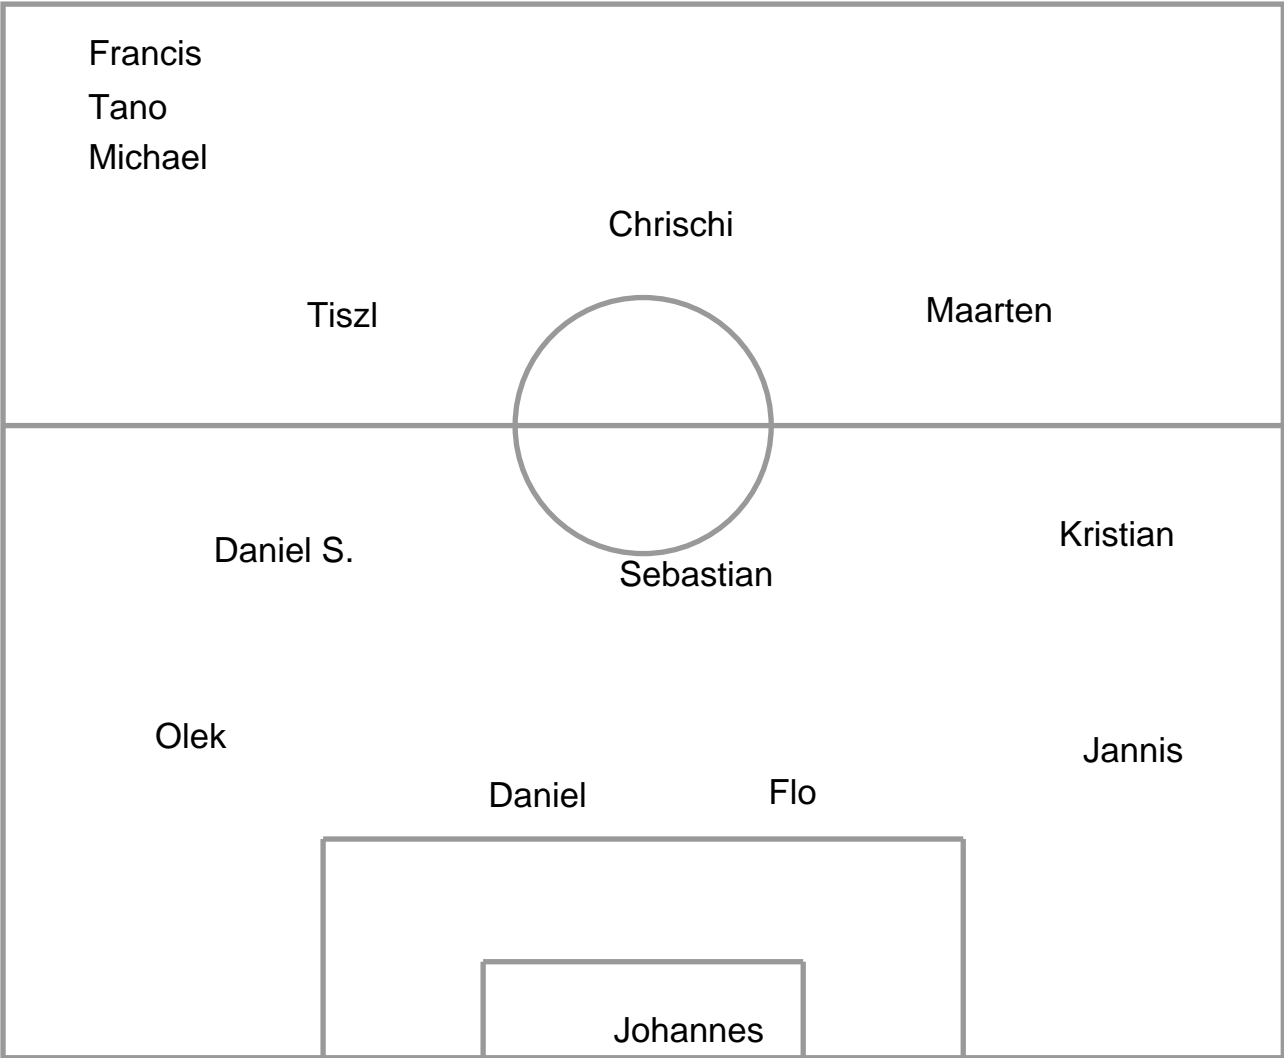 Francis
Tano
Michael
Chrischi
Tiszl
Maarten
Daniel S.
Sebastian
Kristian
Olek
Jannis
Daniel
Flo
Johannes